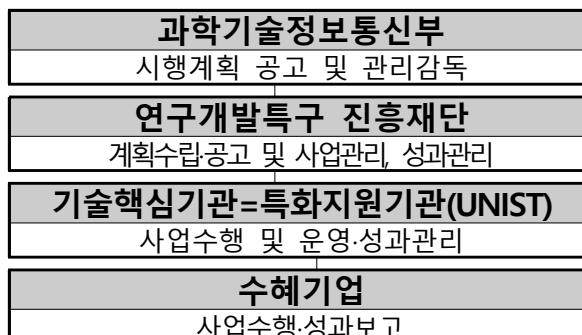 과학기술정보통신부
시행계획 공고 및 관리감독
연구개발특구 진흥재단
계획수립·공고 및 사업관리, 성과관리
기술핵심기관=특화지원기관(UNIST)
사업수행 및 운영·성과관리
수혜기업
사업수행·성과보고